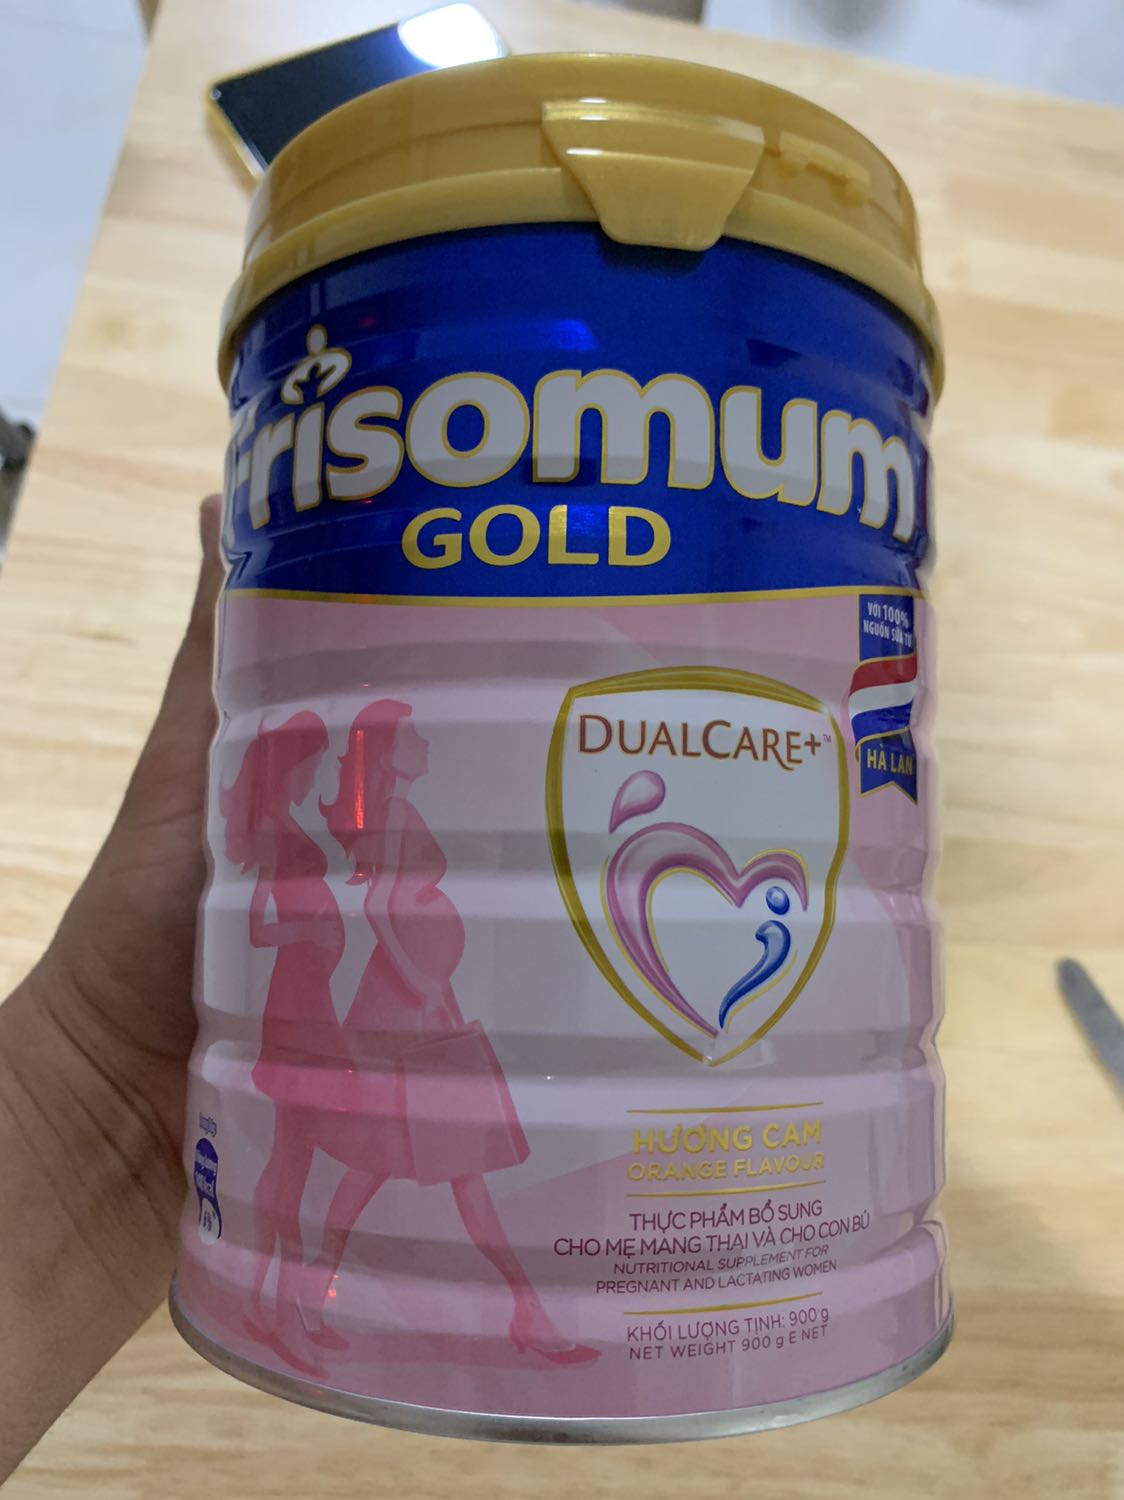 Frisomum
GOLD
VỚI 100%
NGUỒN SỮA TỪ
HÀ LAN
DUALCARE+™
HƯƠNG CAM
ORANGE FLAVOUR
THỰC PHẨM BỔ SUNG
CHO MẸ MANG THAI VÀ CHO CON BÚ
NUTRITIONAL SUPPLEMENT FOR
PREGNANT AND LACTATING WOMEN
KHỐI LƯỢNG TỊNH: 900 g
NET WEIGHT 900 g E NET